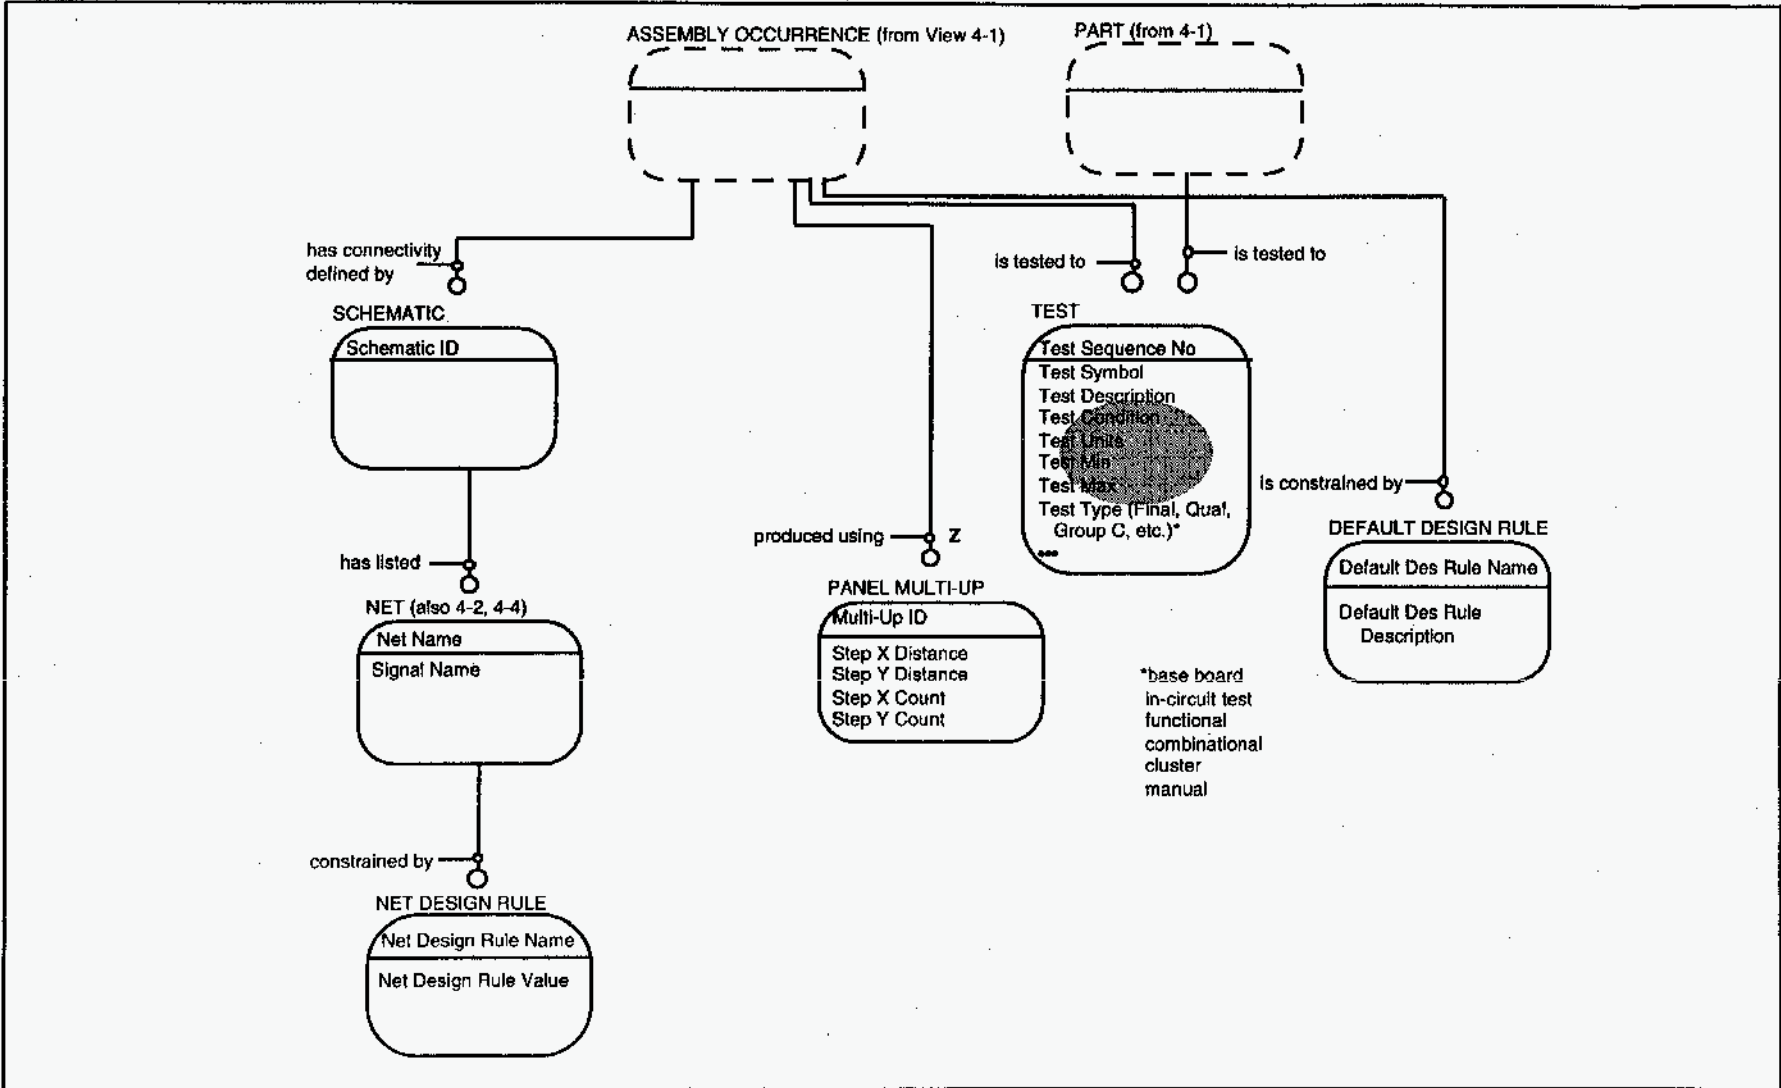 ASSEMBLY OCCURRENCE (from View 4-1)
PART (from 4-1)
has connectivity
defined by
is tested to
is tested to
SCHEMATIC
Schematic ID
TEST
Test Sequence No
Test Symbol
Test Description
Test Condition
Test Units
Test Min
Test Max
Test Type (Final, Qual,
Group C, etc.)*
•••
is constrained by
DEFAULT DESIGN RULE
Default Des Rule Name
Default Des Rule
Description
produced using
Z
PANEL MULTI-UP
Multi-Up ID
Step X Distance
Step Y Distance
Step X Count
Step Y Count
has listed
NET (also 4-2, 4-4)
Net Name
Signal Name
*base board
in-circuit test
functional
combinational
cluster
manual
constrained by
NET DESIGN RULE
Net Design Rule Name
Net Design Rule Value